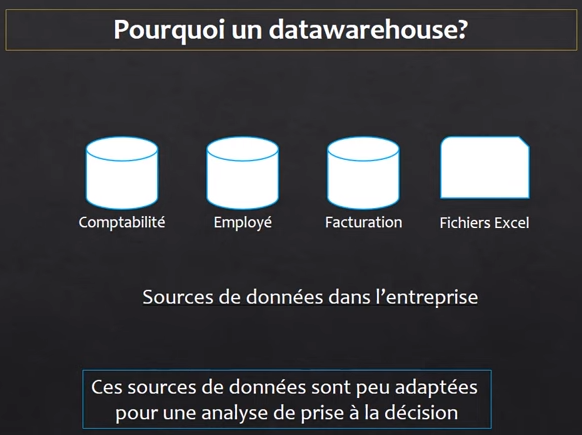 Pourquoi un datawarehouse?
Comptabilité
Employé
Facturation
Fichiers Excel
Sources de données dans l'entreprise
Ces sources de données sont peu adaptées
pour une analyse de prise à la décision